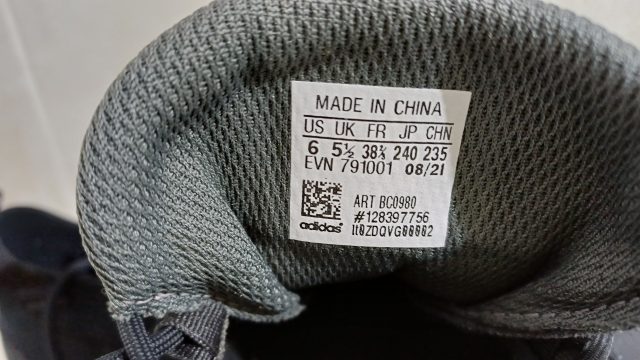 MADE IN CHINA
US UK FR JP CHN
6 5½ 38⅔ 240 235
EVN 791001 08/21
ART BC0980
#128397756
adidas